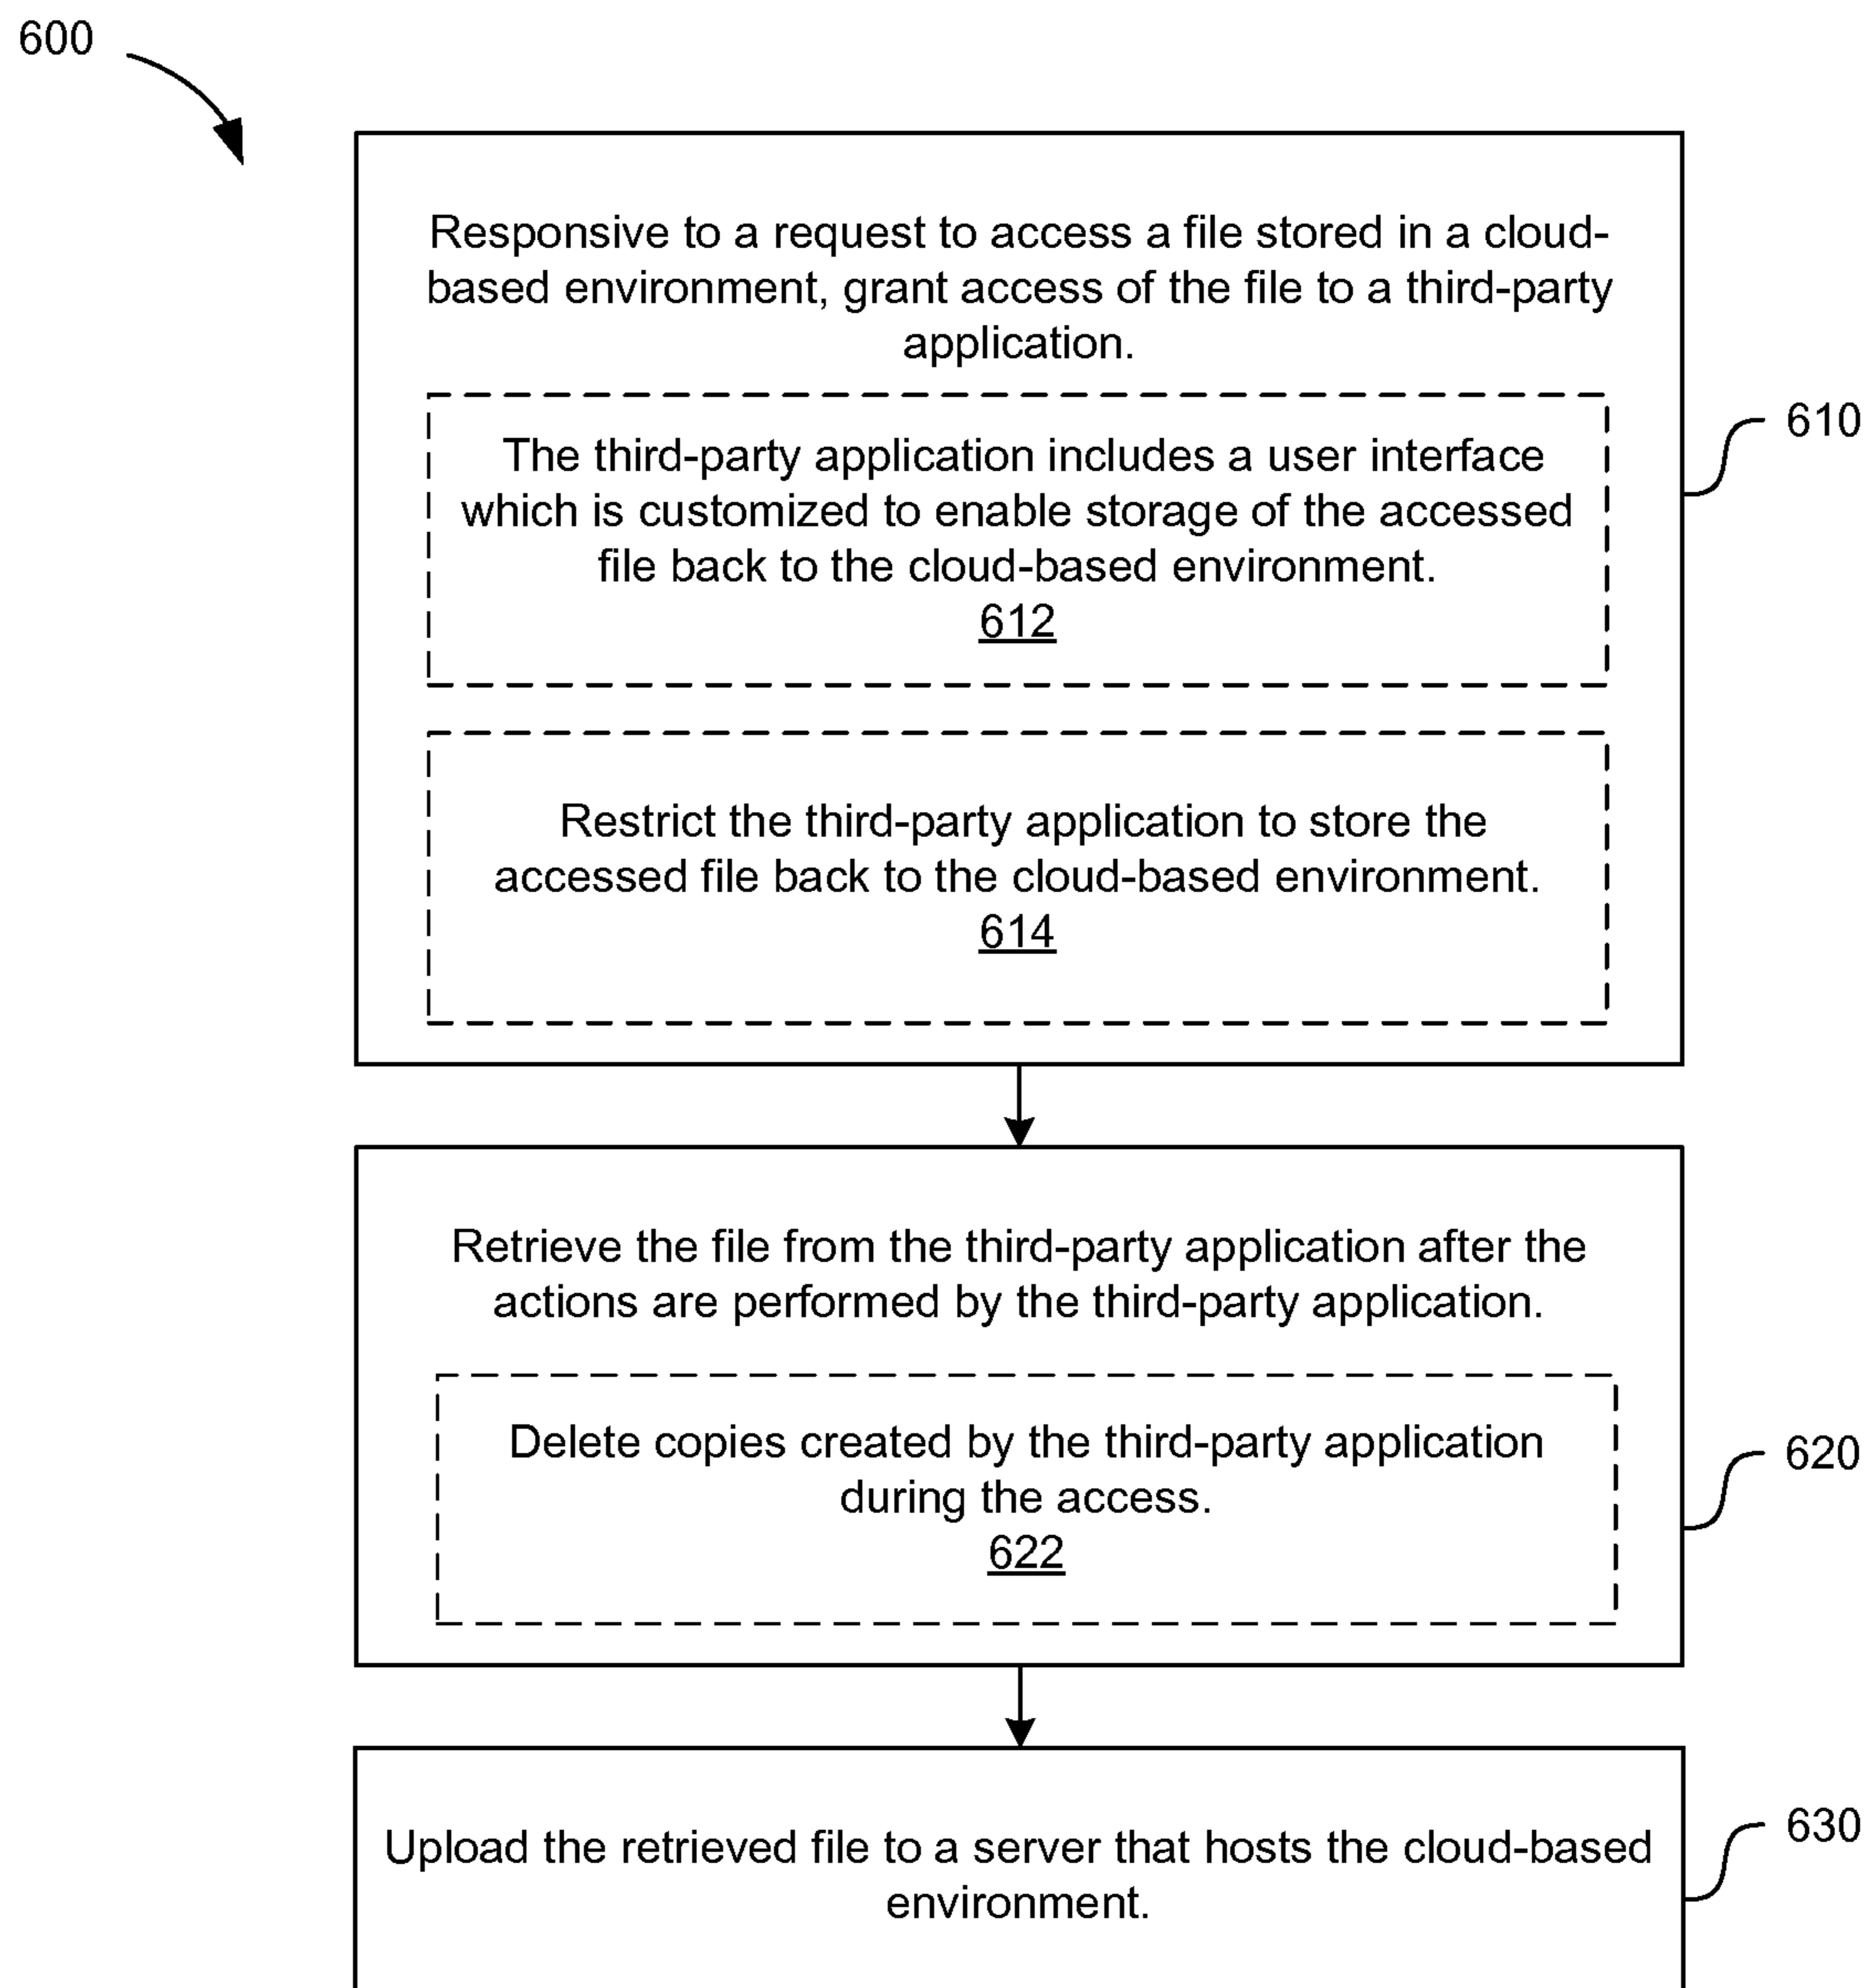 600
Responsive to a request to access a file stored in a cloud-
based environment, grant access of the file to a third-party
application.
The third-party application includes a user interface
which is customized to enable storage of the accessed
file back to the cloud-based environment.
612
610
Restrict the third-party application to store the
accessed file back to the cloud-based environment.
614
Retrieve the file from the third-party application after the
actions are performed by the third-party application.
Delete copies created by the third-party application
during the access.
622
620
Upload the retrieved file to a server that hosts the cloud-based
environment.
630